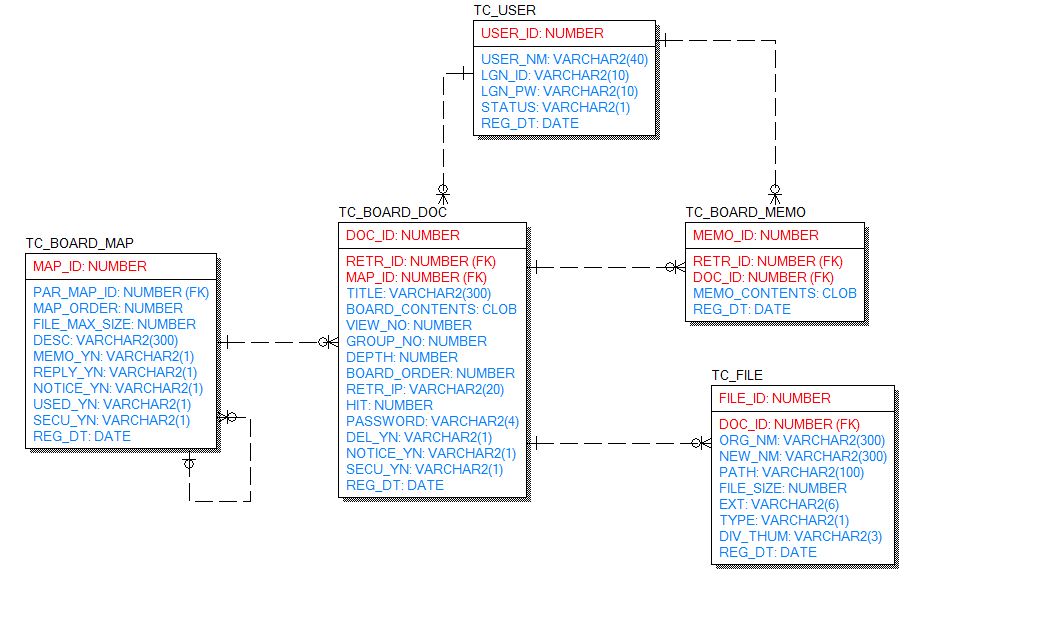 TC_USER
USER_ID: NUMBER
USER_NM: VARCHAR2(40)
LGN_ID: VARCHAR2(10)
LGN_PW: VARCHAR2(10)
STATUS: VARCHAR2(1)
REG_DT: DATE
TC_BOARD_MAP
MAP_ID: NUMBER
PAR_MAP_ID: NUMBER (FK)
MAP_ORDER: NUMBER
FILE_MAX_SIZE: NUMBER
DESC: VARCHAR2(300)
MEMO_YN: VARCHAR2(1)
REPLY_YN: VARCHAR2(1)
NOTICE_YN: VARCHAR2(1)
USED_YN: VARCHAR2(1)
SECU_YN: VARCHAR2(1)
REG_DT: DATE
TC_BOARD_DOC
DOC_ID: NUMBER
RETR_ID: NUMBER (FK)
MAP_ID: NUMBER (FK)
TITLE: VARCHAR2(300)
BOARD_CONTENTS: CLOB
VIEW_NO: NUMBER
GROUP_NO: NUMBER
DEPTH: NUMBER
BOARD_ORDER: NUMBER
RETR_IP: VARCHAR2(20)
HIT: NUMBER
PASSWORD: VARCHAR2(4)
DEL_YN: VARCHAR2(1)
NOTICE_YN: VARCHAR2(1)
SECU_YN: VARCHAR2(1)
REG_DT: DATE
TC_BOARD_MEMO
MEMO_ID: NUMBER
RETR_ID: NUMBER (FK)
DOC_ID: NUMBER (FK)
MEMO_CONTENTS: CLOB
REG_DT: DATE
TC_FILE
FILE_ID: NUMBER
DOC_ID: NUMBER (FK)
ORG_NM: VARCHAR2(300)
NEW_NM: VARCHAR2(300)
PATH: VARCHAR2(100)
FILE_SIZE: NUMBER
EXT: VARCHAR2(6)
TYPE: VARCHAR2(1)
DIV_THUM: VARCHAR2(3)
REG_DT: DATE